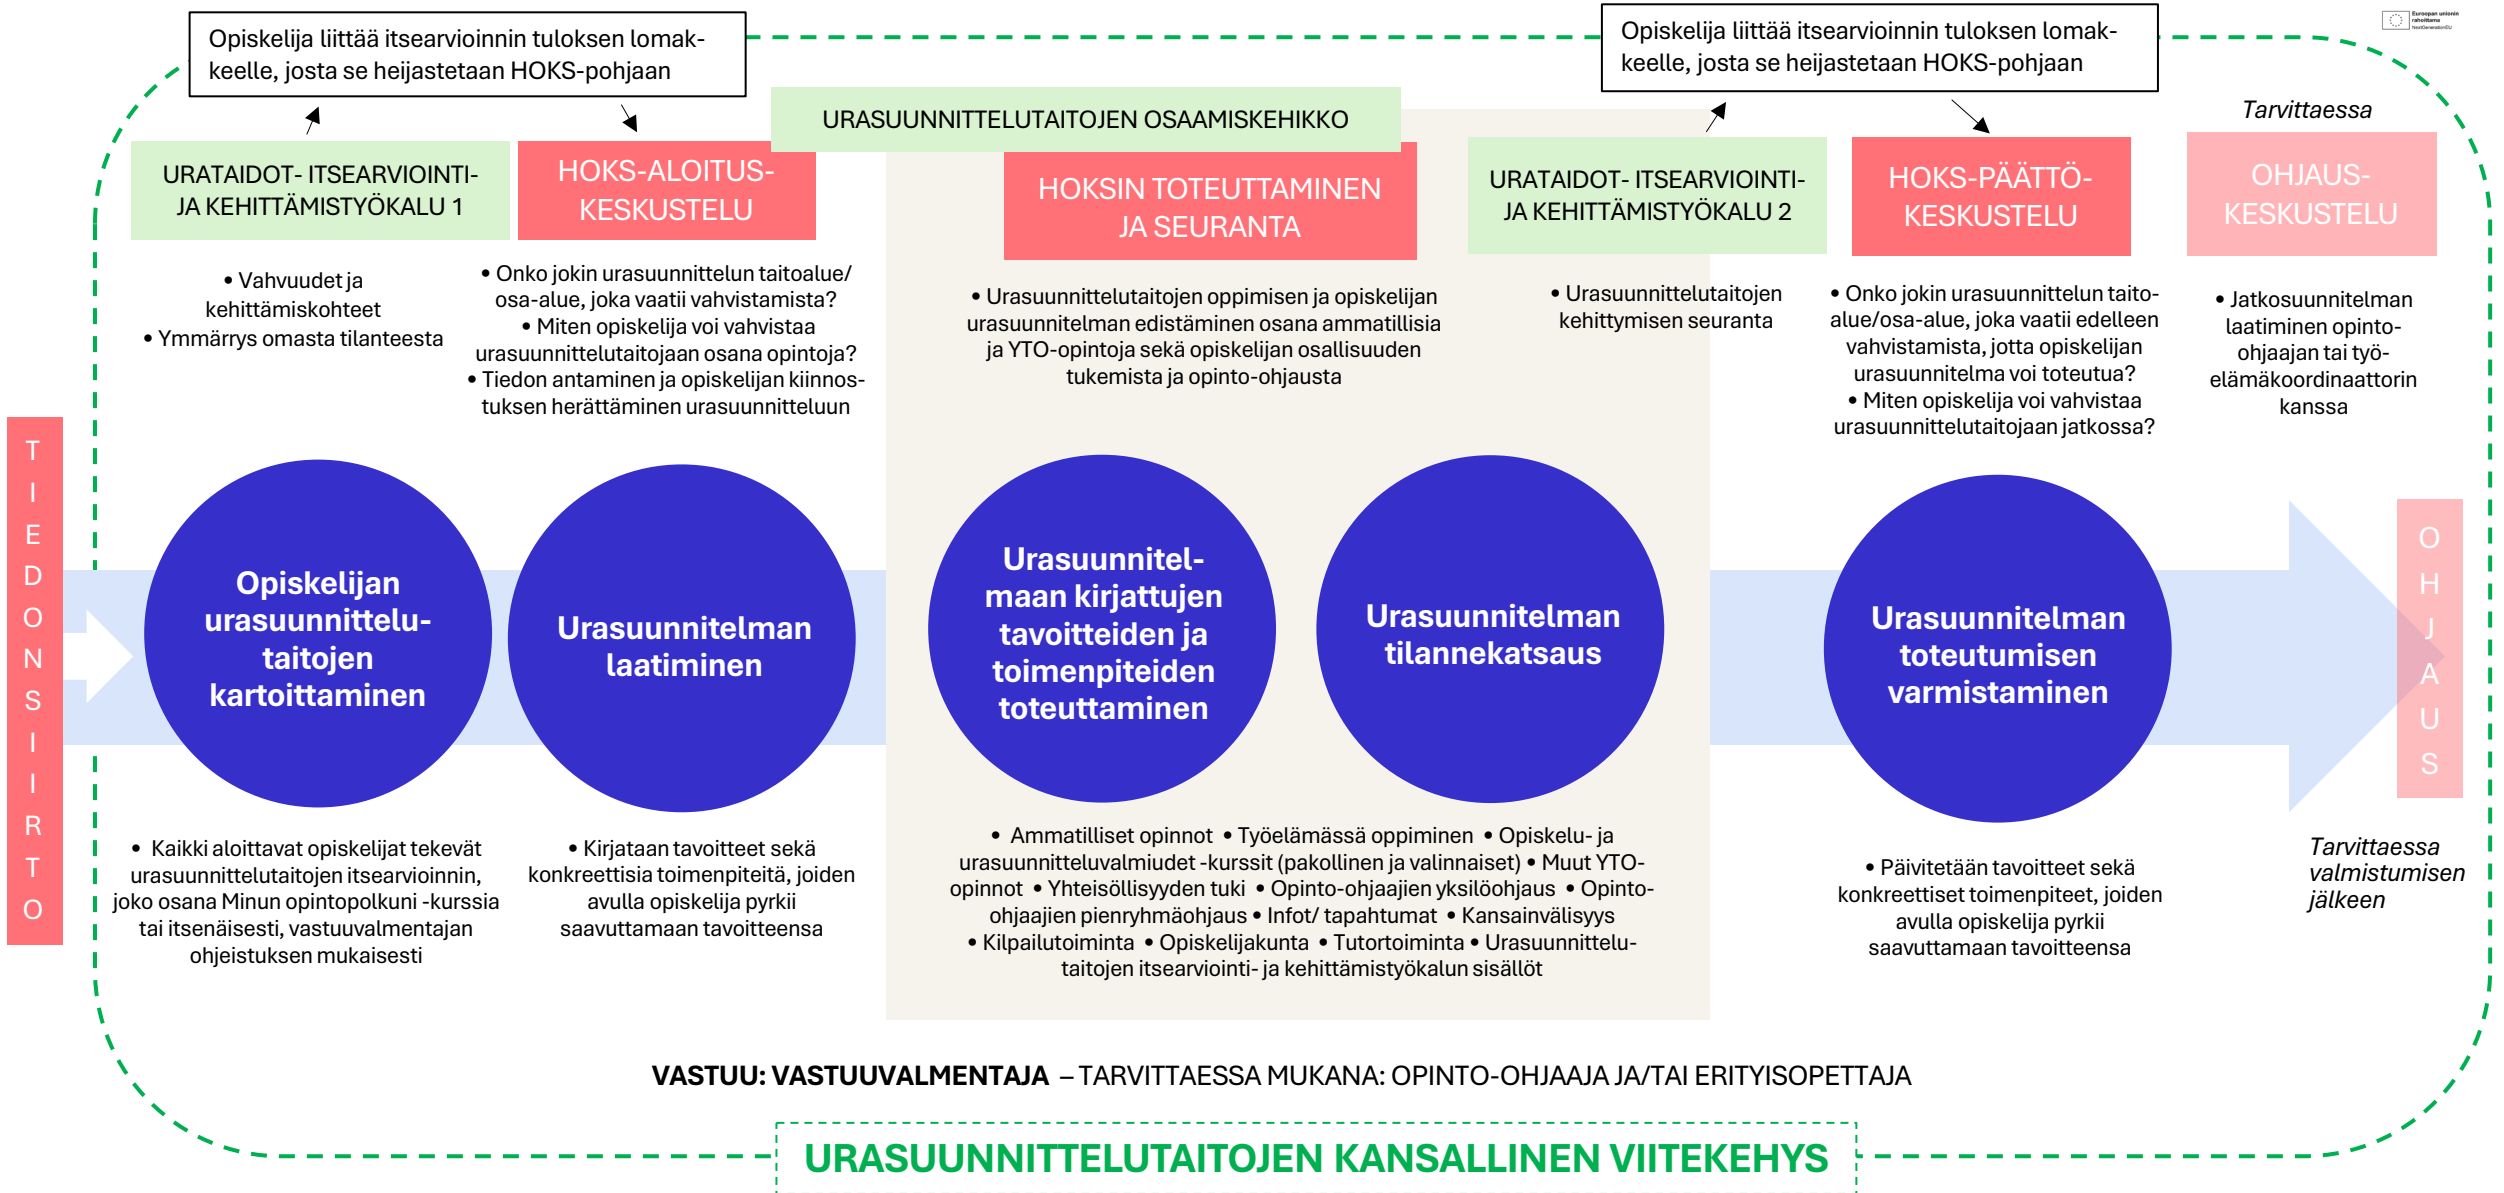 Opiskelija liittää itsearvioinnin tuloksen lomak-
keelle, josta se heijastetaan HOKS-pohjaan
Opiskelija liittää itsearvioinnin tuloksen lomak-
keelle, josta se heijastetaan HOKS-pohjaan
Euroopan unionin
rahoittama
NextGenerationEU
URASUUNNITTELUTAITOJEN OSAAMISKEHIKKO
Tarvittaessa
URATAIDOT- ITSEARVIOINTI-
JA KEHITTÄMISTYÖKALU 1
HOKS-ALOITUS-
KESKUSTELU
HOKSIN TOTEUTTAMINEN
JA SEURANTA
URATAIDOT- ITSEARVIOINTI-
JA KEHITTÄMISTYÖKALU 2
HOKS-PÄÄTTÖ-
KESKUSTELU
OHJAUS-
KESKUSTELU
• Vahvuudet ja
kehittämiskohteet
• Ymmärrys omasta tilanteesta
• Onko jokin urasuunnittelun taitoalue/
osa-alue, joka vaatii vahvistamista?
• Miten opiskelija voi vahvistaa
urasuunnittelutaitojaan osana opintoja?
• Tiedon antaminen ja opiskelijan kiinnos-
tuksen herättäminen urasuunnitteluun
• Urasuunnittelutaitojen oppimisen ja opiskelijan
urasuunnitelman edistäminen osana ammatillisia
ja YTO-opintoja sekä opiskelijan osallisuuden
tukemista ja opinto-ohjausta
• Urasuunnittelutaitojen
kehittymisen seuranta
• Onko jokin urasuunnittelun taito-
alue/osa-alue, joka vaatii edelleen
vahvistamista, jotta opiskelijan
urasuunnitelma voi toteutua?
• Miten opiskelija voi vahvistaa
urasuunnittelutaitojaan jatkossa?
• Jatkosuunnitelman
laatiminen opinto-
ohjaajan tai työ-
elämäkoordinaattorin
kanssa
TIEDONSIIRTO
Opiskelijan
urasuunnittelu-
taitojen
kartoittaminen
Urasuunnitelman
laatiminen
Urasuunnitel-
maan kirjattujen
tavoitteiden ja
toimenpiteiden
toteuttaminen
Urasuunnitelman
tilannekatsaus
Urasuunnitelman
toteutumisen
varmistaminen
OHJAUS
• Kaikki aloittavat opiskelijat tekevät
urasuunnittelutaitojen itsearvioinnin,
joko osana Minun opintopolkuni -kurssia
tai itsenäisesti, vastuuvalmentajan
ohjeistuksen mukaisesti
• Kirjataan tavoitteet sekä
konkreettisia toimenpiteitä, joiden
avulla opiskelija pyrkii
saavuttamaan tavoitteensa
• Ammatilliset opinnot • Työelämässä oppiminen • Opiskelu- ja
urasuunnitteluvalmiudet -kurssit (pakollinen ja valinnaiset) • Muut YTO-
opinnot • Yhteisöllisyyden tuki • Opinto-ohjaajien yksilöohjaus • Opinto-
ohjaajien pienryhmäohjaus • Infot/ tapahtumat • Kansainvälisyys
• Kilpailutoiminta • Opiskelijakunta • Tutortoiminta • Urasuunnittelu-
taitojen itsearviointi- ja kehittämistyökalun sisällöt
• Päivitetään tavoitteet sekä
konkreettiset toimenpiteet, joiden
avulla opiskelija pyrkii
saavuttamaan tavoitteensa
Tarvittaessa
valmistumisen
jälkeen
VASTUU: VASTUUVALMENTAJA – TARVITTAESSA MUKANA: OPINTO-OHJAAJA JA/TAI ERITYISOPETTAJA
URASUUNNITTELUTAITOJEN KANSALLINEN VIITEKEHYS